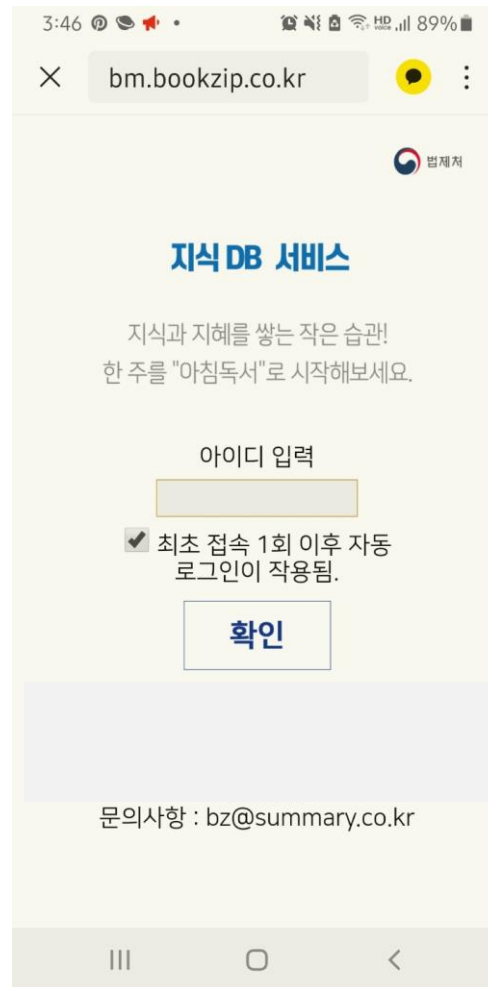 3:46 89%
bm.bookzip.co.kr
법제처
지식 DB 서비스
지식과 지혜를 쌓는 작은 습관!
한 주를 "아침독서"로 시작해보세요.
아이디 입력
최초 접속 1회 이후 자동
로그인이 작용됨.
확인
문의사항 : bz@summary.co.kr